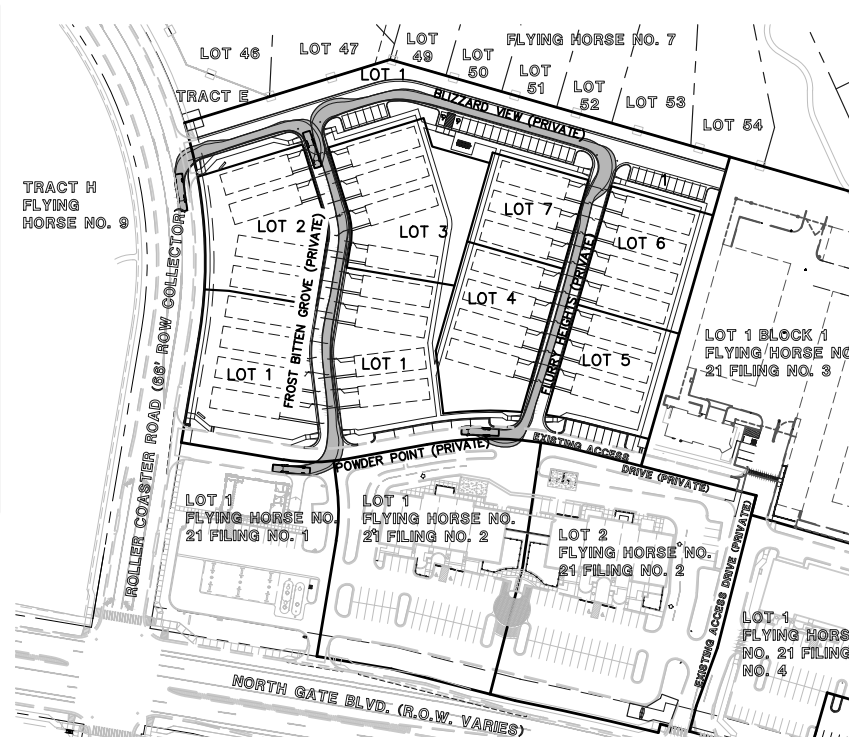 LOT 46
LOT 47
LOT
49
LOT
50
FLYING HORSE NO. 7
LOT
51
LOT
52
LOT 53
LOT 54
LOT 1
TRACT E
BLIZZARD VIEW (PRIVATE)
TRACT H
FLYING
HORSE NO. 9
LOT 2
LOT 3
LOT 7
LOT 6
LOT 4
LOT 5
LOT 1
LOT 1
FROST BITTEN GROVE (PRIVATE)
FLURRY HEIGHTS (PRIVATE)
ROLLER COASTER ROAD (66' ROW COLLECTOR)
LOT 1 BLOCK 1
FLYING HORSE NO
21 FILING NO. 3
POWDER POINT (PRIVATE)
EXISTING ACCESS
DRIVE (PRIVATE)
LOT 1
FLYING HORSE NO.
21 FILING NO. 1
LOT 1
FLYING HORSE NO.
21 FILING NO. 2
LOT 2
FLYING HORSE NO.
21 FILING NO. 2
EXISTING ACCESS DRIVE (PRIVATE)
LOT 1
FLYING HORS
NO. 21 FILING
NO. 4
NORTH GATE BLVD. (R.O.W. VARIES)